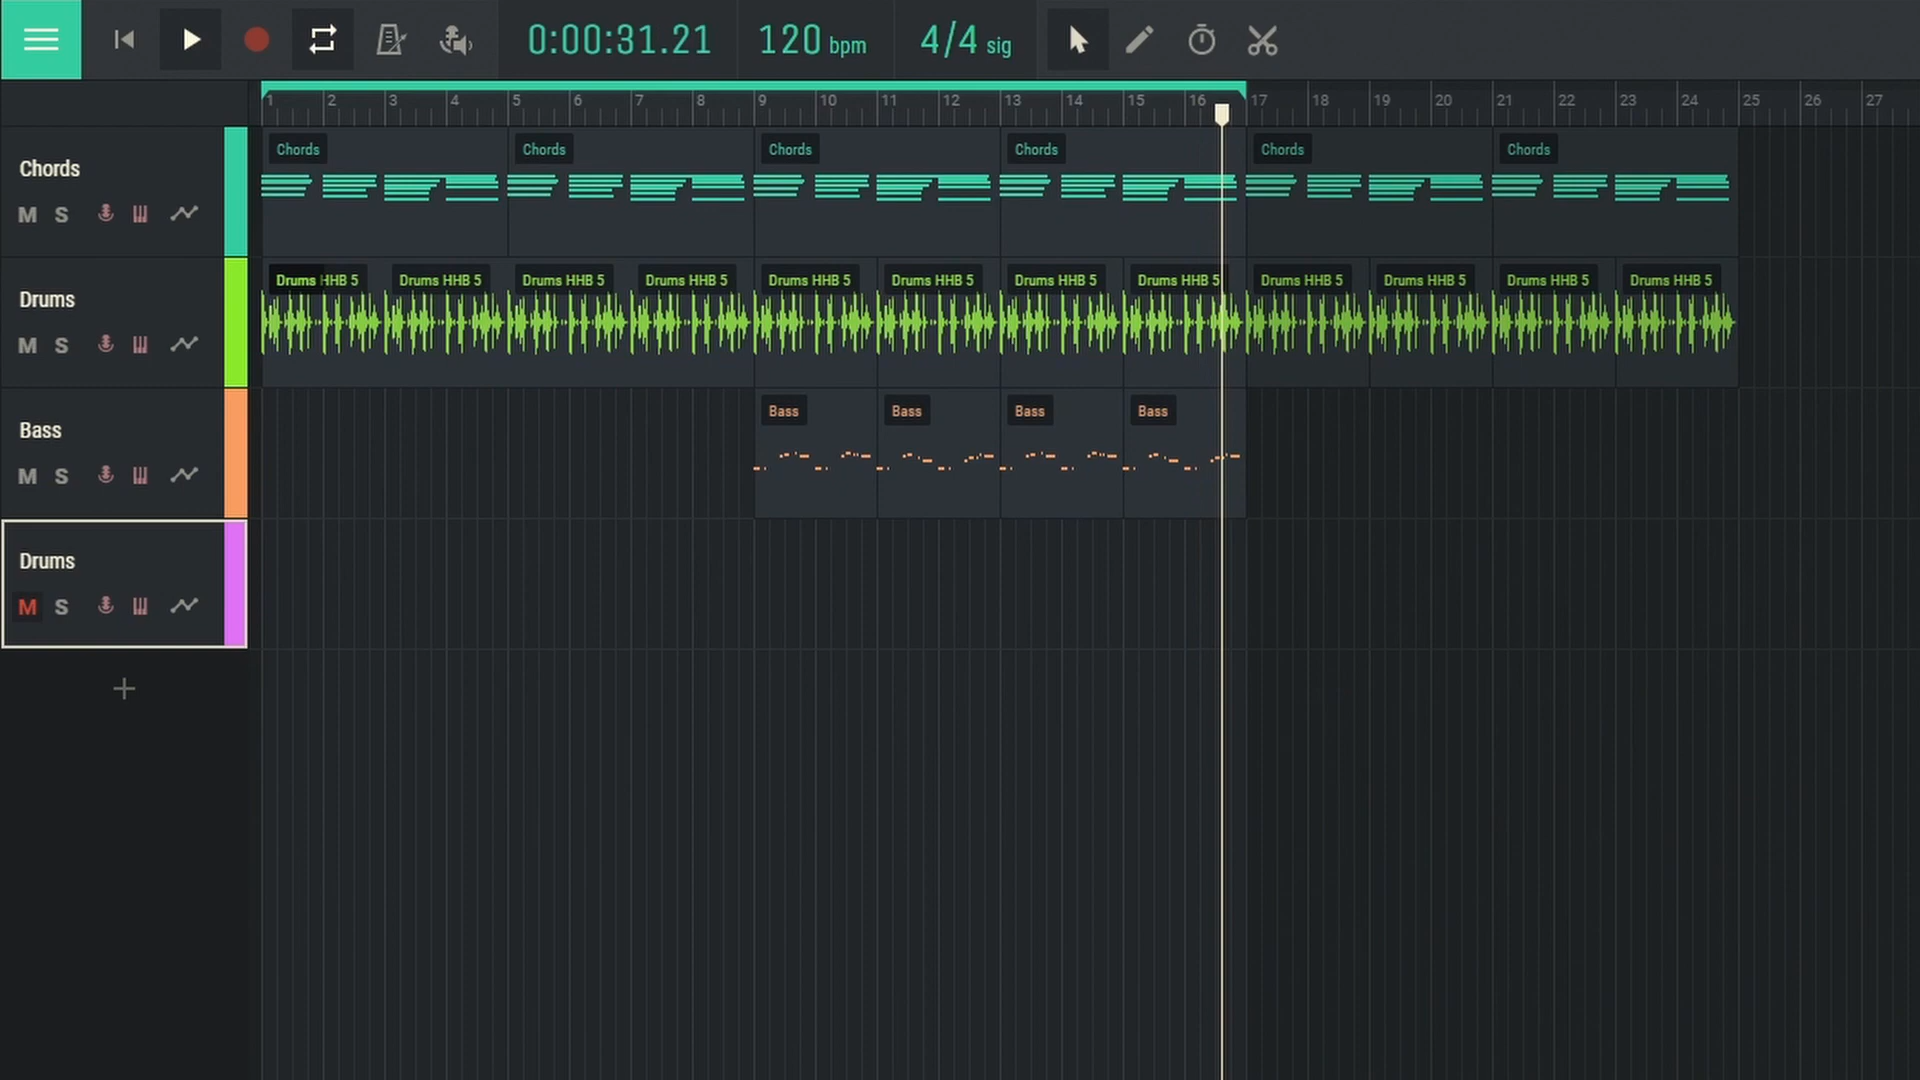 0:00:31.21 120 bpm 4/4 sig
1 2 3 4 5 6 7 8 9 10 11 12 13 14 15 16 17 18 19 20 21 22 23 24 25 26 27
Chords Chords Chords Chords Chords Chords
Chords
M S
Drums HHB 5 Drums HHB 5 Drums HHB 5 Drums HHB 5 Drums HHB 5 Drums HHB 5 Drums HHB 5 Drums HHB 5 Drums HHB 5 Drums HHB 5 Drums HHB 5 Drums HHB 5
Drums
M S
Bass Bass Bass Bass
Bass
M S
Drums
M S